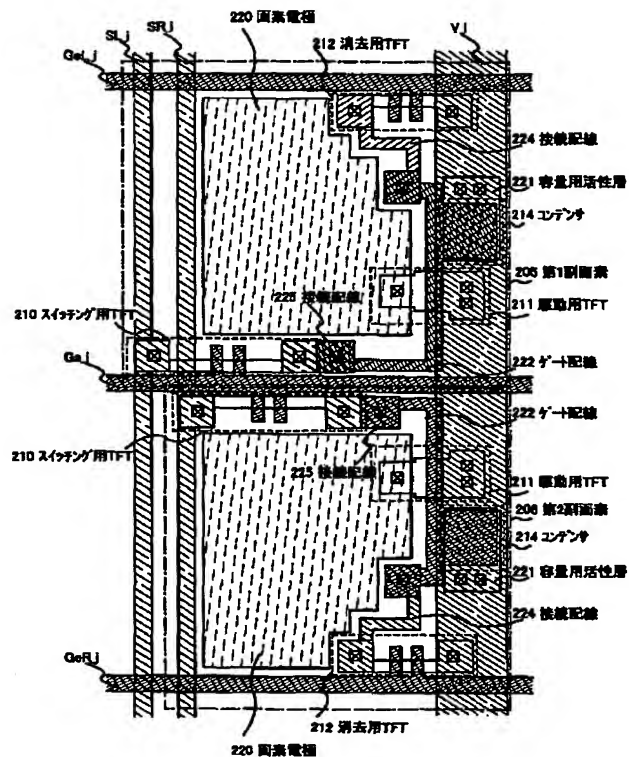 220 画素電極
SL,j
SR,j
V,j
GeL,j
212 消去用TFT
224 接続配線
221 容量用活性層
214 コンデンサ
205 第1副画素
225 接続配線
210 スイッチング用TFT
211 駆動用TFT
Ga,j
222 ゲート配線
222 ゲート配線
210 スイッチング用TFT
225 接続配線
211 駆動用TFT
206 第2副画素
214 コンデンサ
221 容量用活性層
224 接続配線
GeR,j
212 消去用TFT
220 画素電極